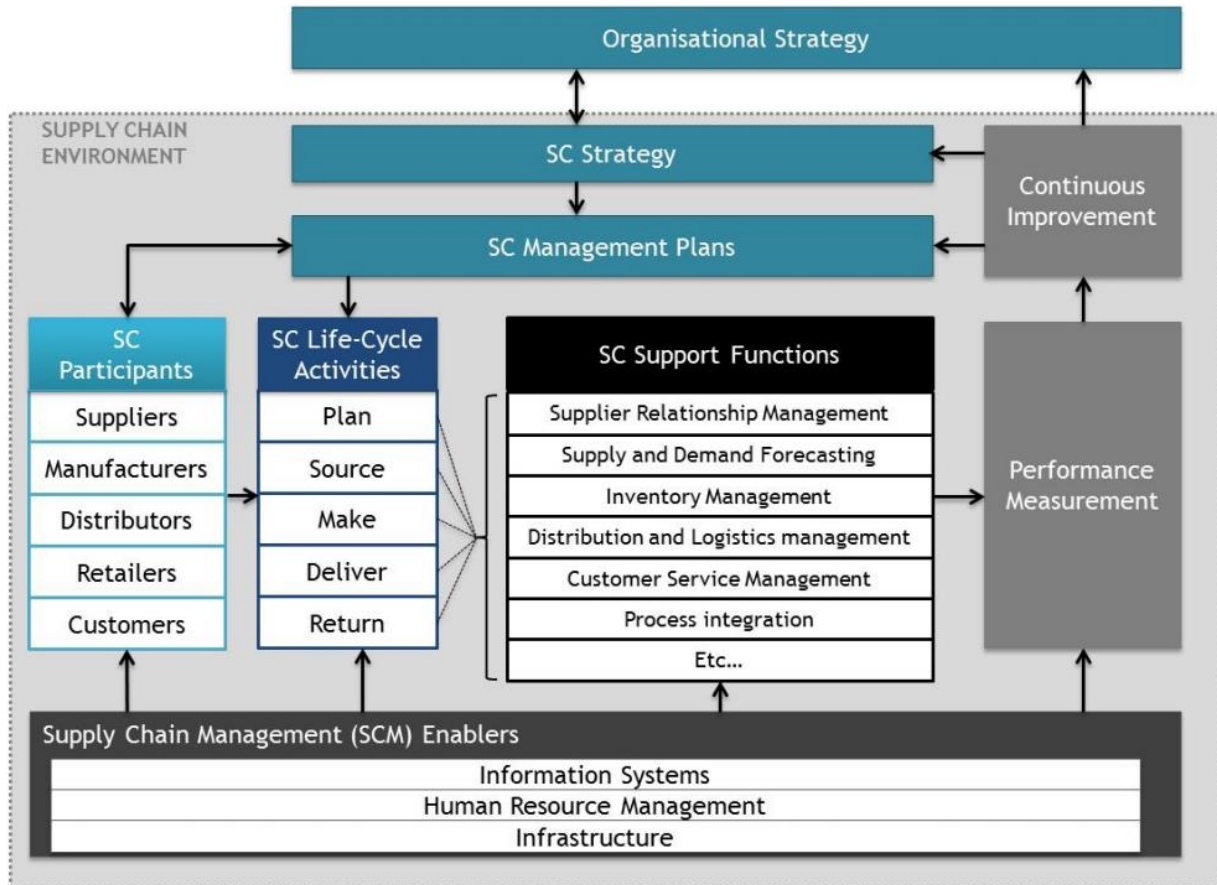 Organisational Strategy
SUPPLY CHAIN
ENVIRONMENT
SC Strategy
Continuous
Improvement
SC Management Plans
SC
Participants
Suppliers
Manufacturers
Distributors
Retailers
Customers
SC Life-Cycle
Activities
Plan
Source
Make
Deliver
Return
SC Support Functions
Supplier Relationship Management
Supply and Demand Forecasting
Inventory Management
Distribution and Logistics management
Customer Service Management
Process integration
Etc...
Performance
Measurement
Supply Chain Management (SCM) Enablers
Information Systems
Human Resource Management
Infrastructure